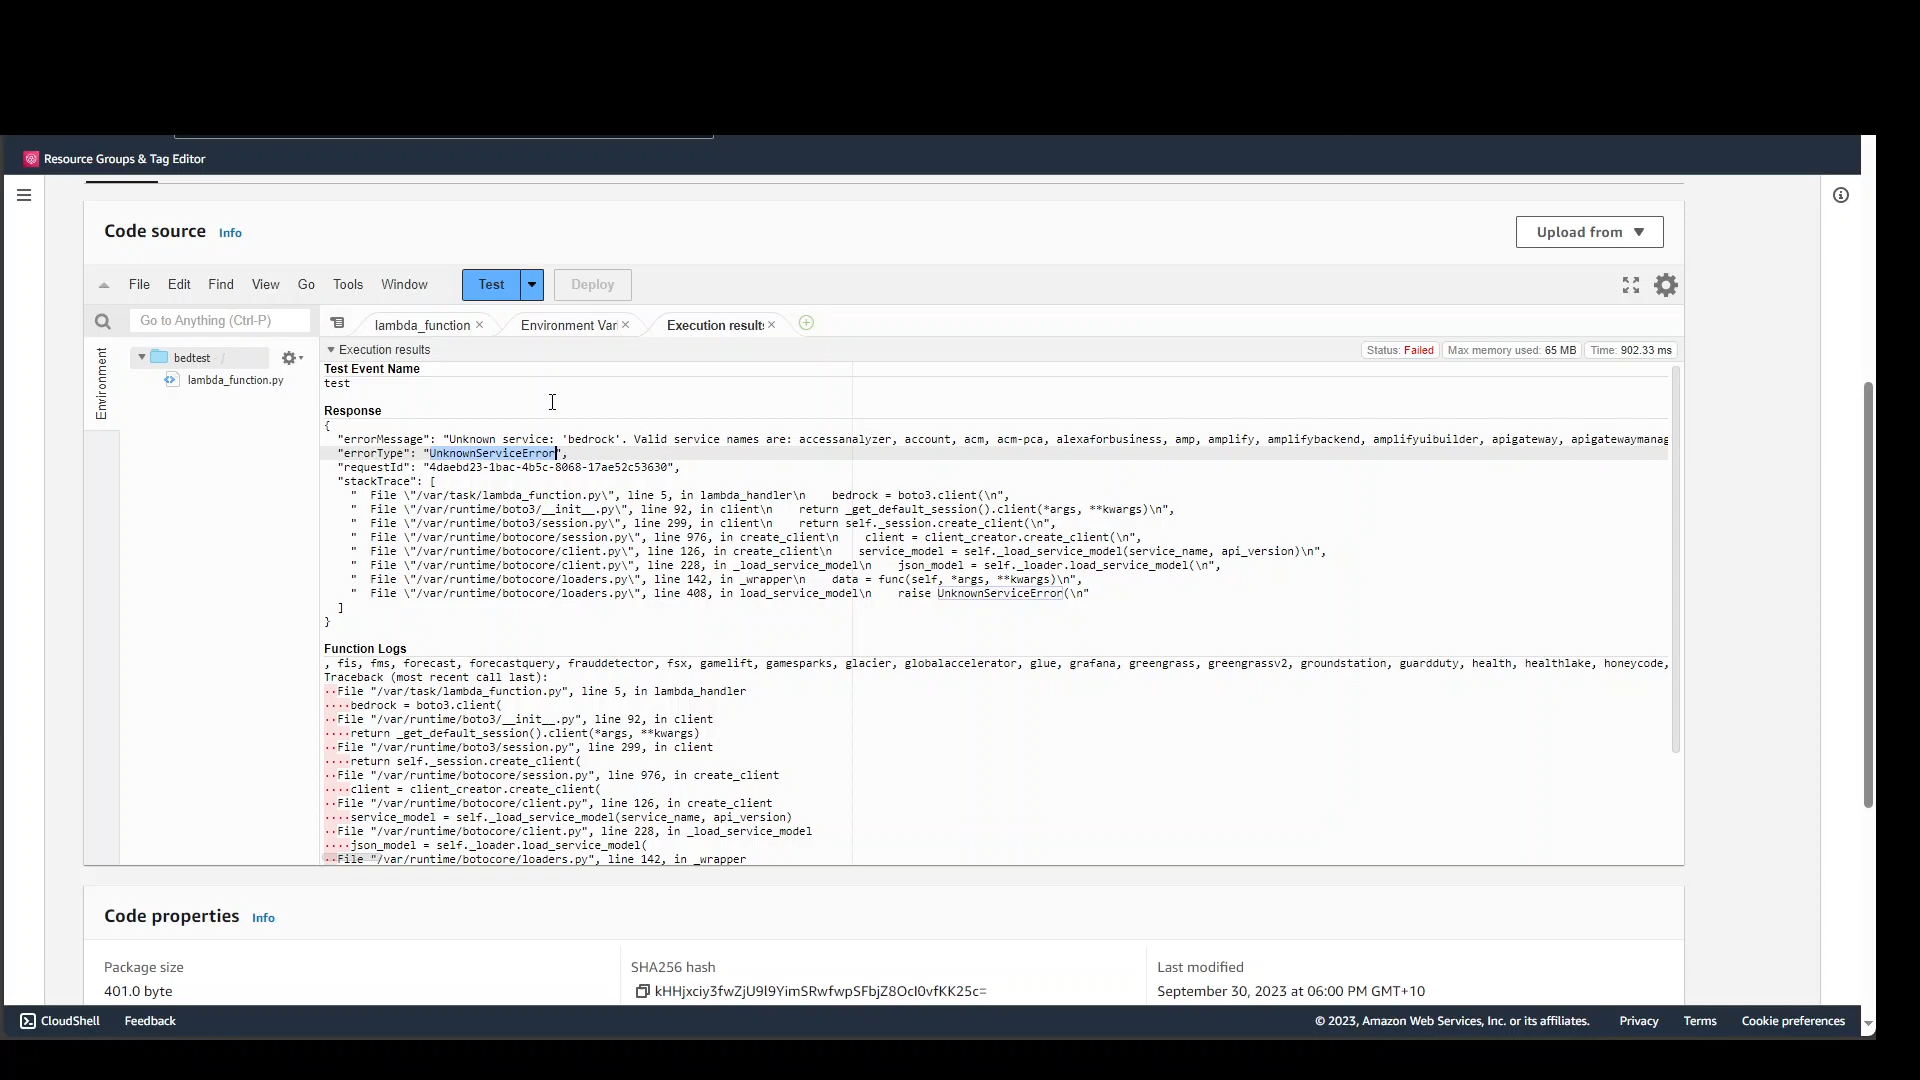 Resource Groups & Tag Editor
Code source Info
Upload from
File Edit Find View Go Tools Window Test Deploy
Go to Anything (Ctrl-P)
lambda_function Environment Var Execution results
Environment
bedtest /
lambda_function.py
Execution results
Status: Failed Max memory used: 65 MB Time: 902.33 ms
Test Event Name
test
Response
{
"errorMessage": "Unknown service: 'bedrock'. Valid service names are: accessanalyzer, account, acm, acm-pca, alexaforbusiness, amp, amplify, amplifybackend, amplifyuibuilder, apigateway, apigatewaymanag
"errorType": "UnknownServiceError",
"requestId": "4daebd23-1bac-4b5c-8068-17ae52c53630",
"stackTrace": [
"  File \"/var/task/lambda_function.py\", line 5, in lambda_handler\n    bedrock = boto3.client(\n",
"  File \"/var/runtime/boto3/__init__.py\", line 92, in client\n    return _get_default_session().client(*args, **kwargs)\n",
"  File \"/var/runtime/boto3/session.py\", line 299, in client\n    return self._session.create_client(\n",
"  File \"/var/runtime/botocore/session.py\", line 976, in create_client\n    client = client_creator.create_client(\n",
"  File \"/var/runtime/botocore/client.py\", line 126, in create_client\n    service_model = self._load_service_model(service_name, api_version)\n",
"  File \"/var/runtime/botocore/client.py\", line 228, in _load_service_model\n    json_model = self._loader.load_service_model(\n",
"  File \"/var/runtime/botocore/loaders.py\", line 142, in _wrapper\n    data = func(self, *args, **kwargs)\n",
"  File \"/var/runtime/botocore/loaders.py\", line 408, in load_service_model\n    raise UnknownServiceError(\n"
]
}
Function Logs
, fis, fms, forecast, forecastquery, frauddetector, fsx, gamelift, gamesparks, glacier, globalaccelerator, glue, grafana, greengrass, greengrassv2, groundstation, guardduty, health, healthlake, honeycode,
Traceback (most recent call last):
··File "/var/task/lambda_function.py", line 5, in lambda_handler
····bedrock = boto3.client(
··File "/var/runtime/boto3/__init__.py", line 92, in client
····return _get_default_session().client(*args, **kwargs)
··File "/var/runtime/boto3/session.py", line 299, in client
····return self._session.create_client(
··File "/var/runtime/botocore/session.py", line 976, in create_client
····client = client_creator.create_client(
··File "/var/runtime/botocore/client.py", line 126, in create_client
····service_model = self._load_service_model(service_name, api_version)
··File "/var/runtime/botocore/client.py", line 228, in _load_service_model
····json_model = self._loader.load_service_model(
··File "/var/runtime/botocore/loaders.py", line 142, in _wrapper
Code properties Info
Package size SHA256 hash Last modified
401.0 byte kHHjxciy3fwZjU9l9YimSRwfwpSFbjZ8OcI0vfKK25c= September 30, 2023 at 06:00 PM GMT+10
CloudShell Feedback © 2023, Amazon Web Services, Inc. or its affiliates. Privacy Terms Cookie preferences